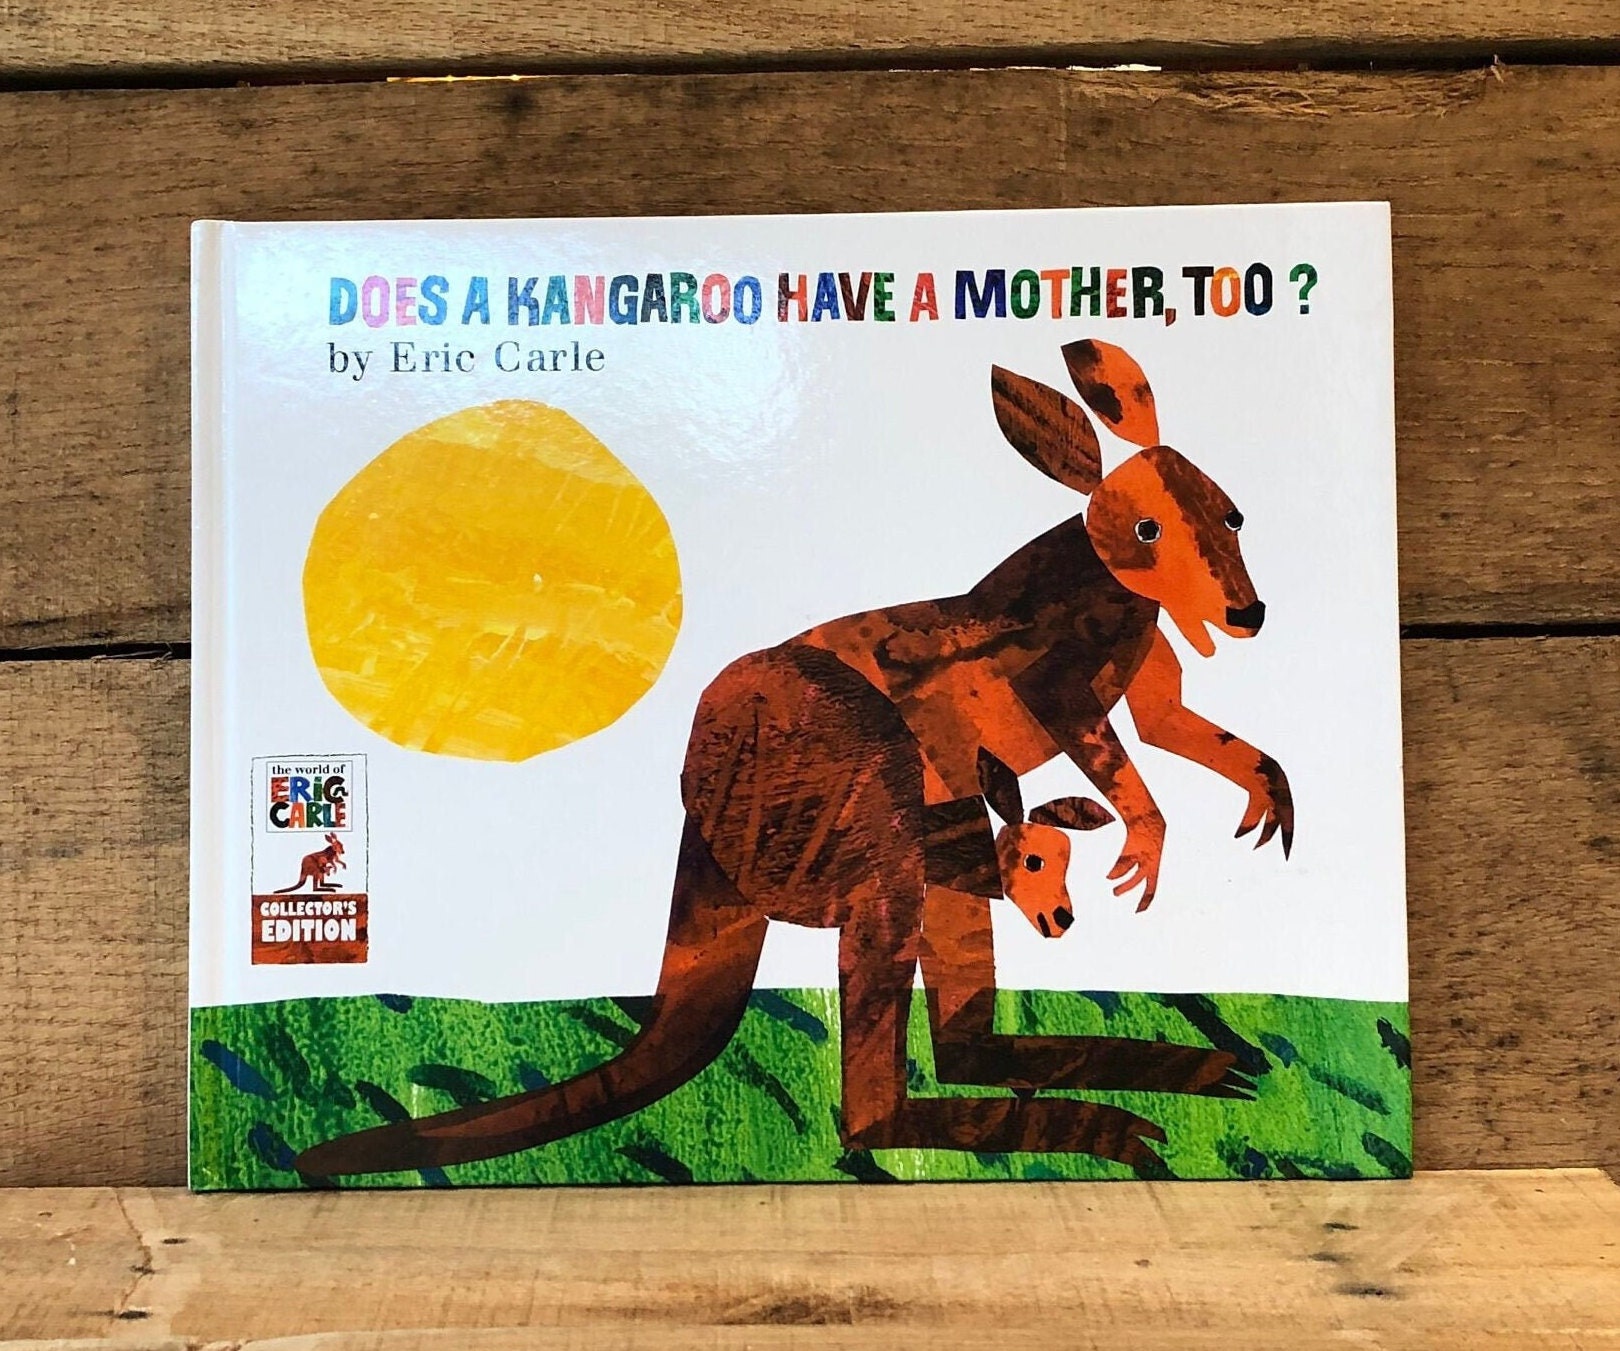 DOES A KANGAROO HAVE A MOTHER, TOO?
by Eric Carle
the world of
ERIC
CARLE
COLLECTOR'S
EDITION